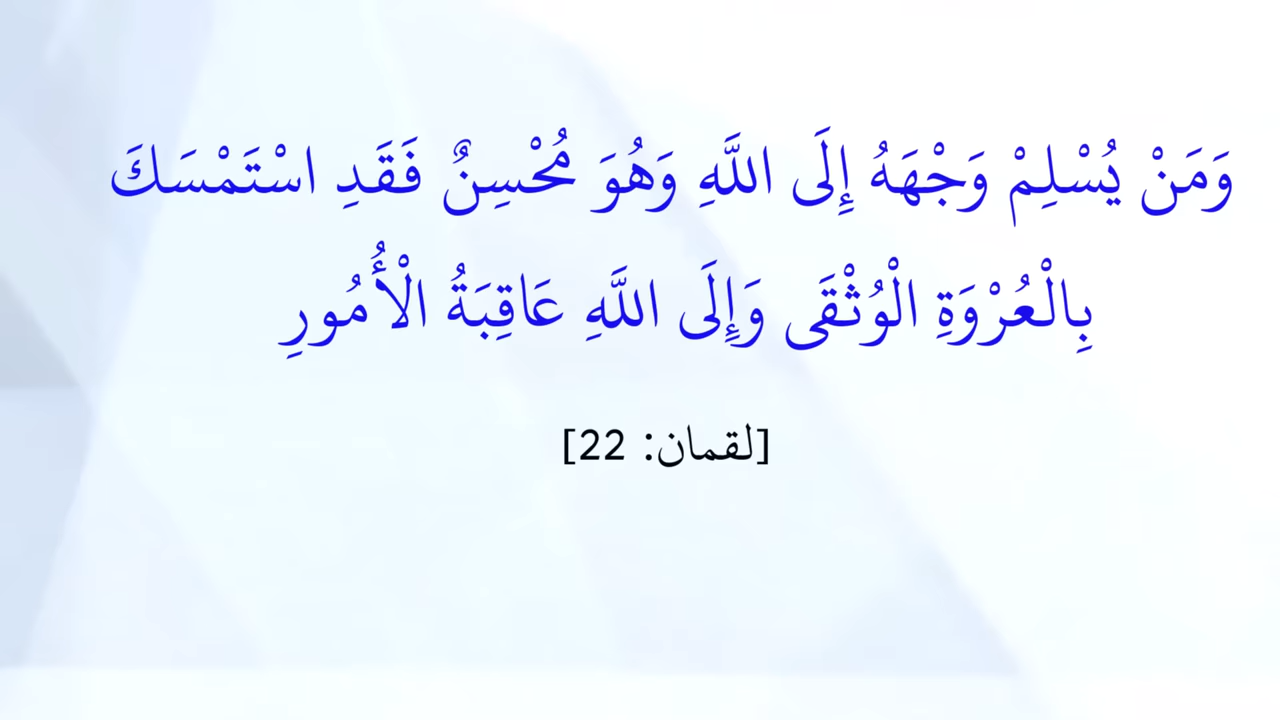 وَمَنْ يُسْلِمْ وَجْهَهُ إِلَى اللَّهِ وَهُوَ مُحْسِنٌ فَقَدِ اسْتَمْسَكَ
بِالْعُرْوَةِ الْوُثْقَى وَإِلَى اللَّهِ عَاقِبَةُ الْأُمُورِ
[لقمان: 22]